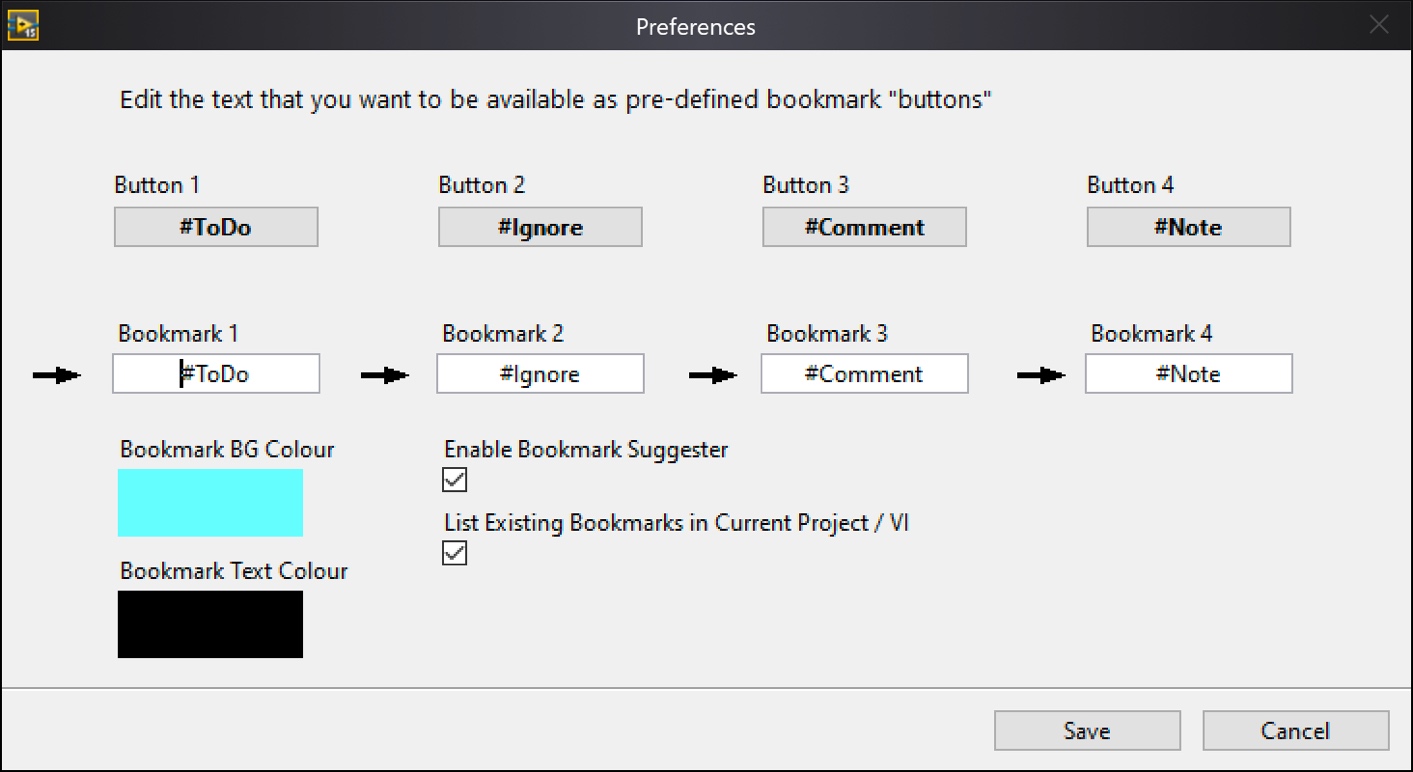 Preferences
Edit the text that you want to be available as pre-defined bookmark "buttons"
Button 1 Button 2 Button 3 Button 4
#ToDo #Ignore #Comment #Note
Bookmark 1 Bookmark 2 Bookmark 3 Bookmark 4
#ToDo #Ignore #Comment #Note
Bookmark BG Colour Enable Bookmark Suggester
List Existing Bookmarks in Current Project / VI
Bookmark Text Colour
Save Cancel
15